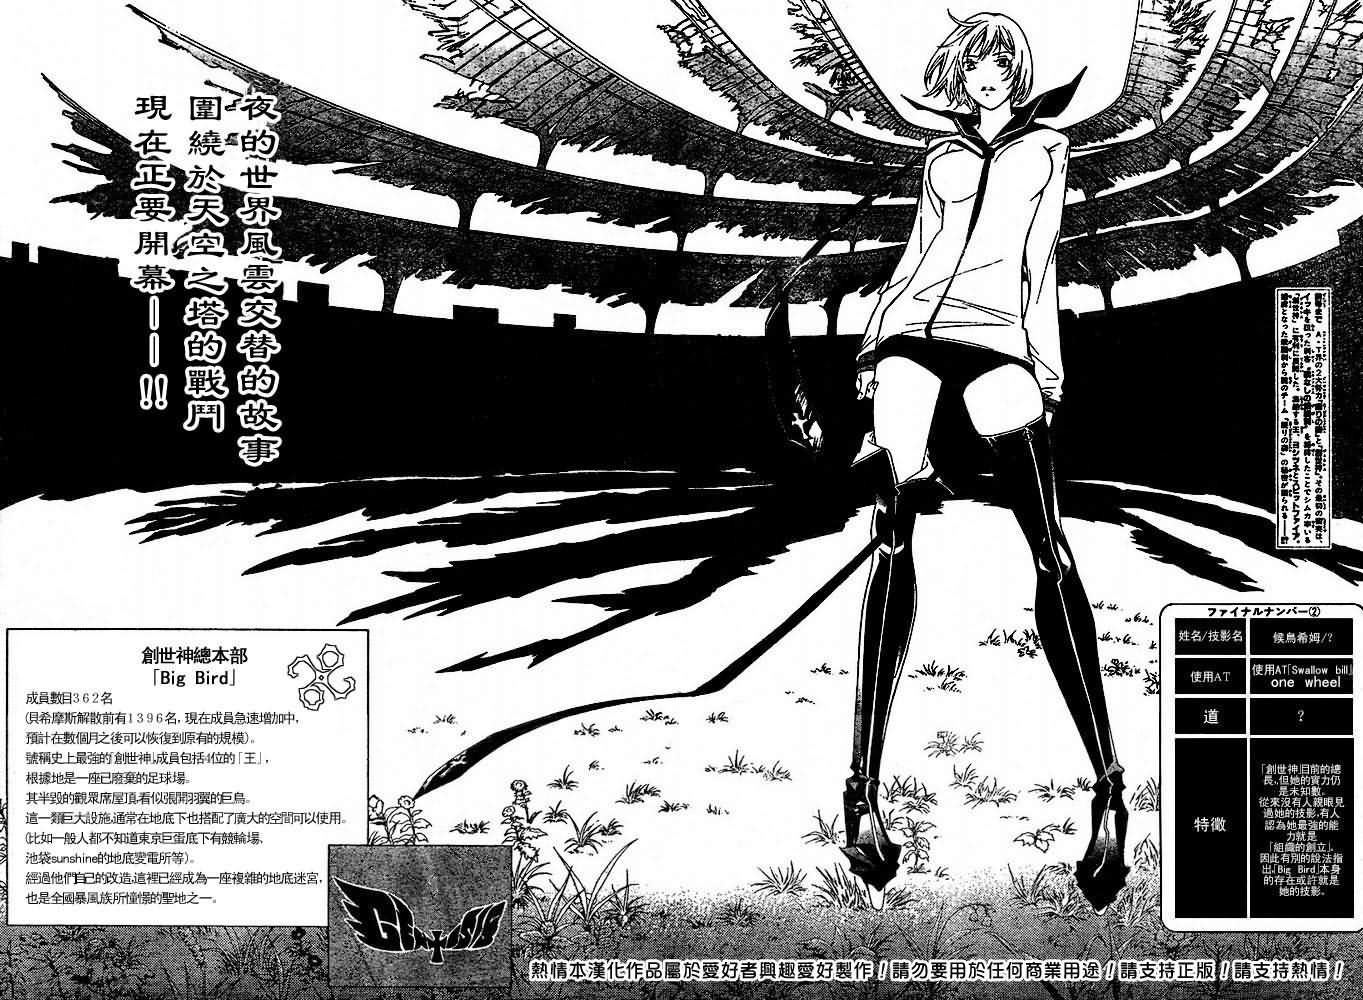 夜的世界風雲交替的故事
圍繞於天空之塔的戰鬥
現在正要開幕——!!
ファイナルナンバー②
姓名/技影名
候鳥希姆/?
使用AT
使用AT「Swallow bill」
one wheel
道
?
特徵
「創世神」目前的總
長,但她的實力仍
是未知數。
從來沒有人親眼見
過她的技影,有人
認為她最強的能
力就是
「組織的創立」。
因此有別的說法指
出,「Big Bird」本身
的存在或許就是
她的技影。
創世神總本部
「Big Bird」
成員數目362名
(貝希摩斯解散前有1396名,現在成員急速增加中,
預計在數個月之後可以恢復到原有的規模)。
號稱史上最強的「創世神」,成員包括4位的「王」,
根據地是一座已廢棄的足球場。
其半毀的觀眾席屋頂,看似張開羽翼的巨鳥。
這一類巨大設施,通常在地底下也搭配了廣大的空間可以使用。
(比如一般人都不知道東京巨蛋底下有競輪場,
池袋sunshine的地底變電所等)。
經過他們自己的改造,這裡已經成為一座複雜的地底迷宮,
也是全國暴風族所憧憬的聖地之一。
GENESIS
熱情本漢化作品屬於愛好者興趣愛好製作!請勿要用於任何商業用途!請支持正版!請支持熱情!